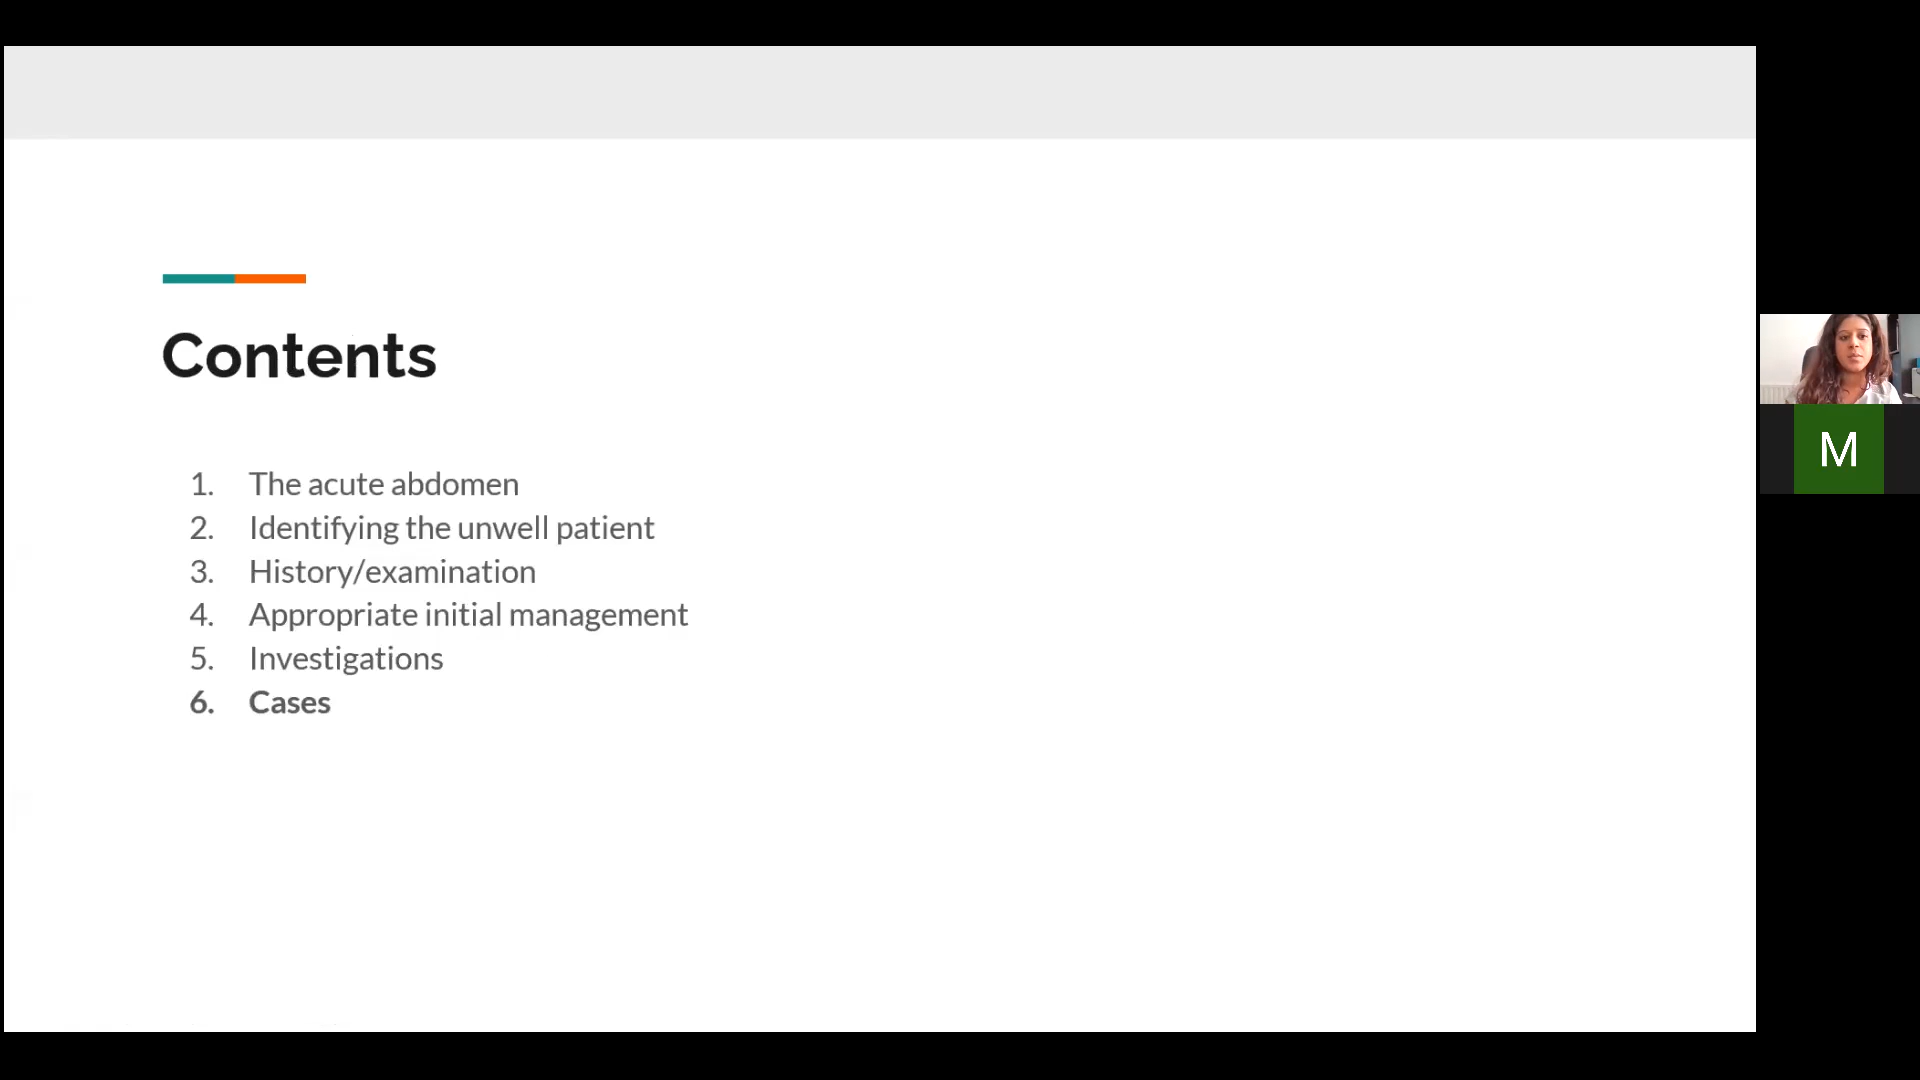 Contents
1. The acute abdomen
2. Identifying the unwell patient
3. History/examination
4. Appropriate initial management
5. Investigations
6. Cases
M